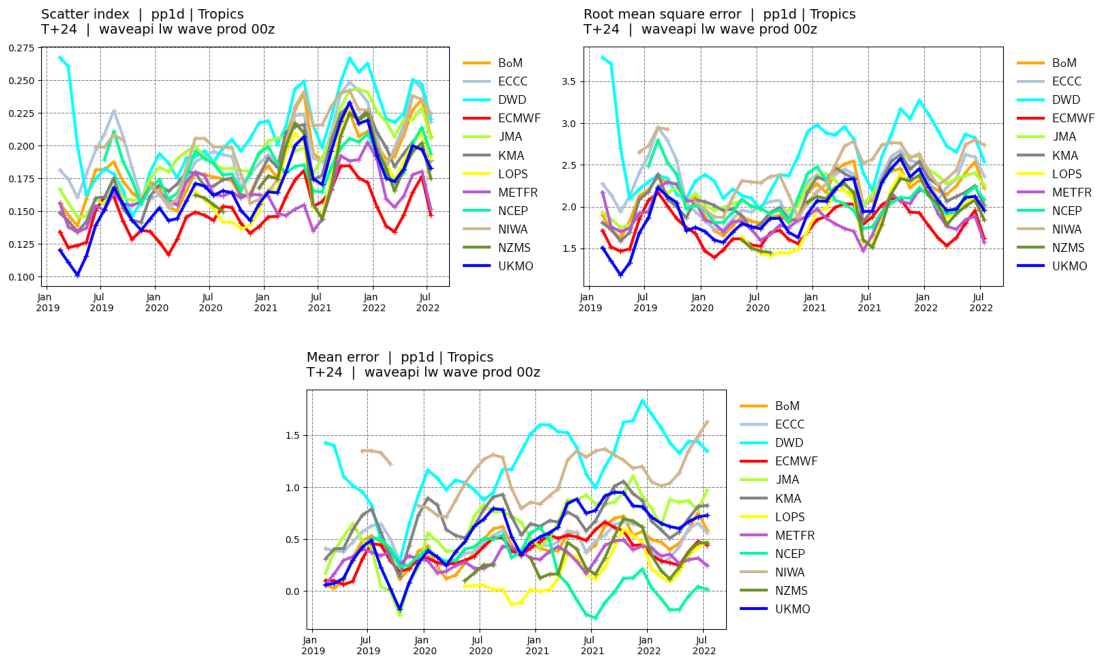 Scatter index | pp1d | Tropics
T+24 | waveapi lw wave prod 00z
0.275
0.250
0.225
0.200
0.175
0.150
0.125
0.100
Jan
2019
Jul
2019
Jan
2020
Jul
2020
Jan
2021
Jul
2021
Jan
2022
Jul
2022
BoM
ECCC
DWD
ECMWF
JMA
KMA
LOPS
METFR
NCEP
NIWA
NZMS
UKMO
Root mean square error | pp1d | Tropics
T+24 | waveapi lw wave prod 00z
3.5
3.0
2.5
2.0
1.5
Jan
2019
Jul
2019
Jan
2020
Jul
2020
Jan
2021
Jul
2021
Jan
2022
Jul
2022
BoM
ECCC
DWD
ECMWF
JMA
KMA
LOPS
METFR
NCEP
NIWA
NZMS
UKMO
Mean error | pp1d | Tropics
T+24 | waveapi lw wave prod 00z
1.5
1.0
0.5
0.0
Jan
2019
Jul
2019
Jan
2020
Jul
2020
Jan
2021
Jul
2021
Jan
2022
Jul
2022
BoM
ECCC
DWD
ECMWF
JMA
KMA
LOPS
METFR
NCEP
NIWA
NZMS
UKMO